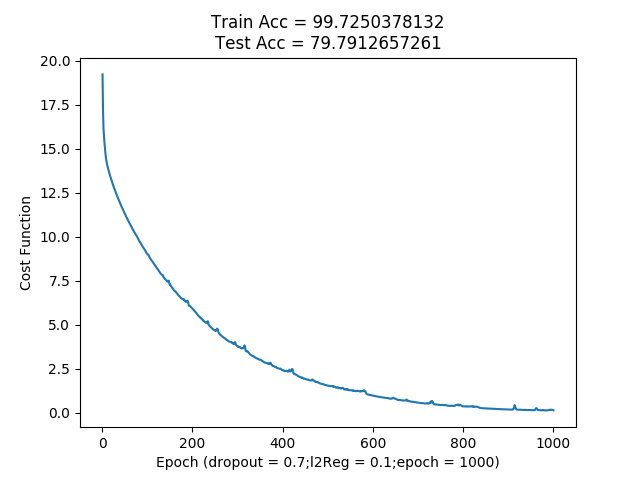 Train Acc = 99.7250378132
Test Acc = 79.7912657261
20.0
17.5
15.0
12.5
10.0
7.5
5.0
2.5
0.0
Cost Function
0 200 400 600 800 1000
Epoch (dropout = 0.7;l2Reg = 0.1;epoch = 1000)